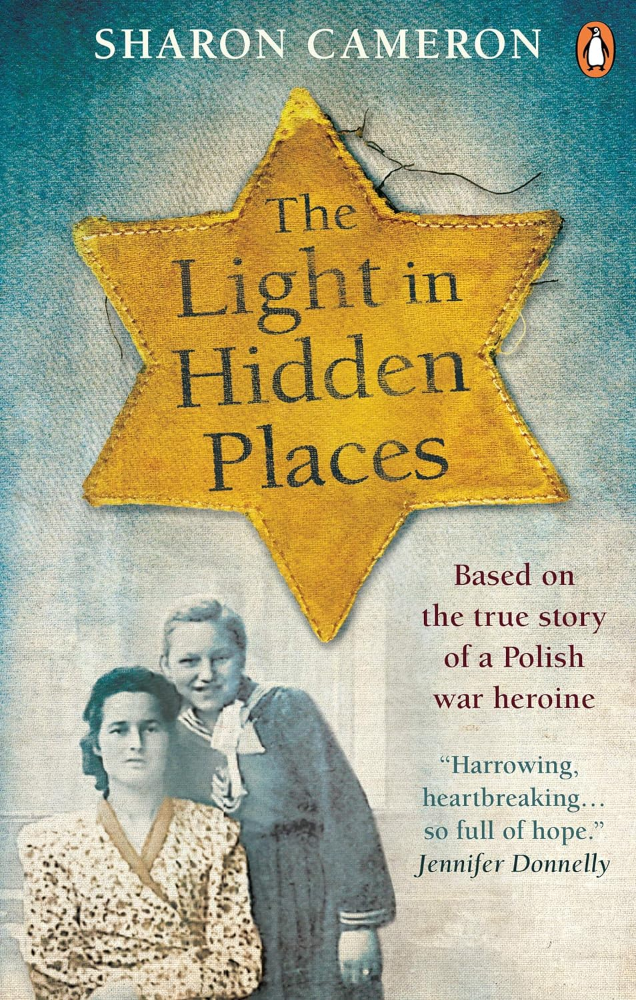 SHARON CAMERON
The
Light in
Hidden
Places
Based on
the true story
of a Polish
war heroine
“Harrowing,
heartbreaking…
so full of hope.”
Jennifer Donnelly